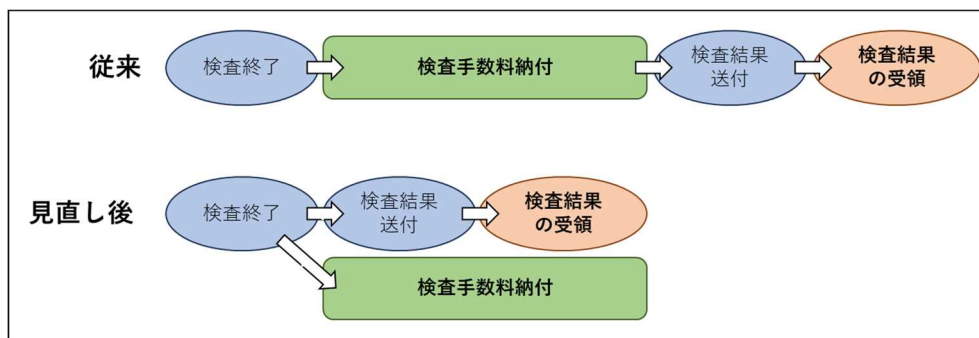 従来
検査終了
検査手数料納付
検査結果
送付
検査結果
の受領
見直し後
検査終了
検査結果
送付
検査結果
の受領
検査手数料納付